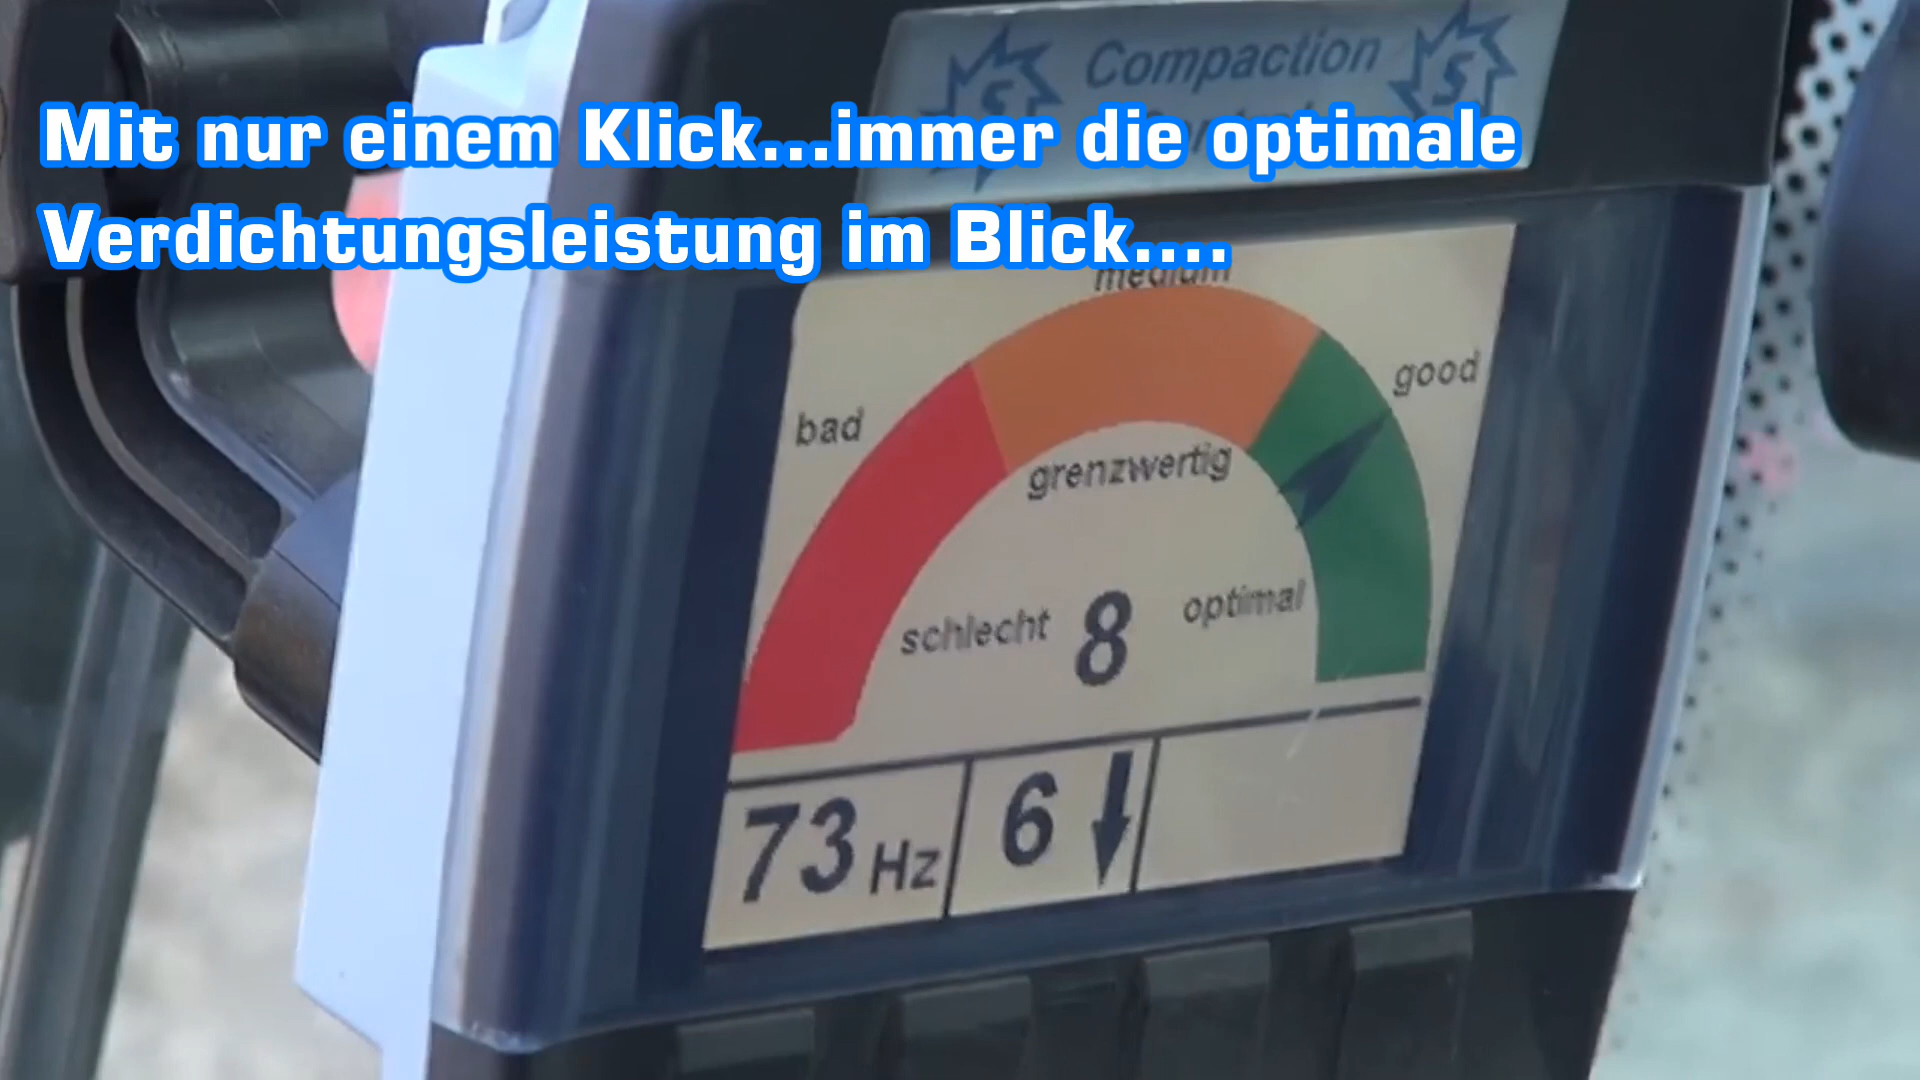 Compaction
Mit nur einem Klick...immer die optimale
Verdichtungsleistung im Blick....
medium
good
bad
grenzwertig
schlecht 8 optimal
73 Hz 6